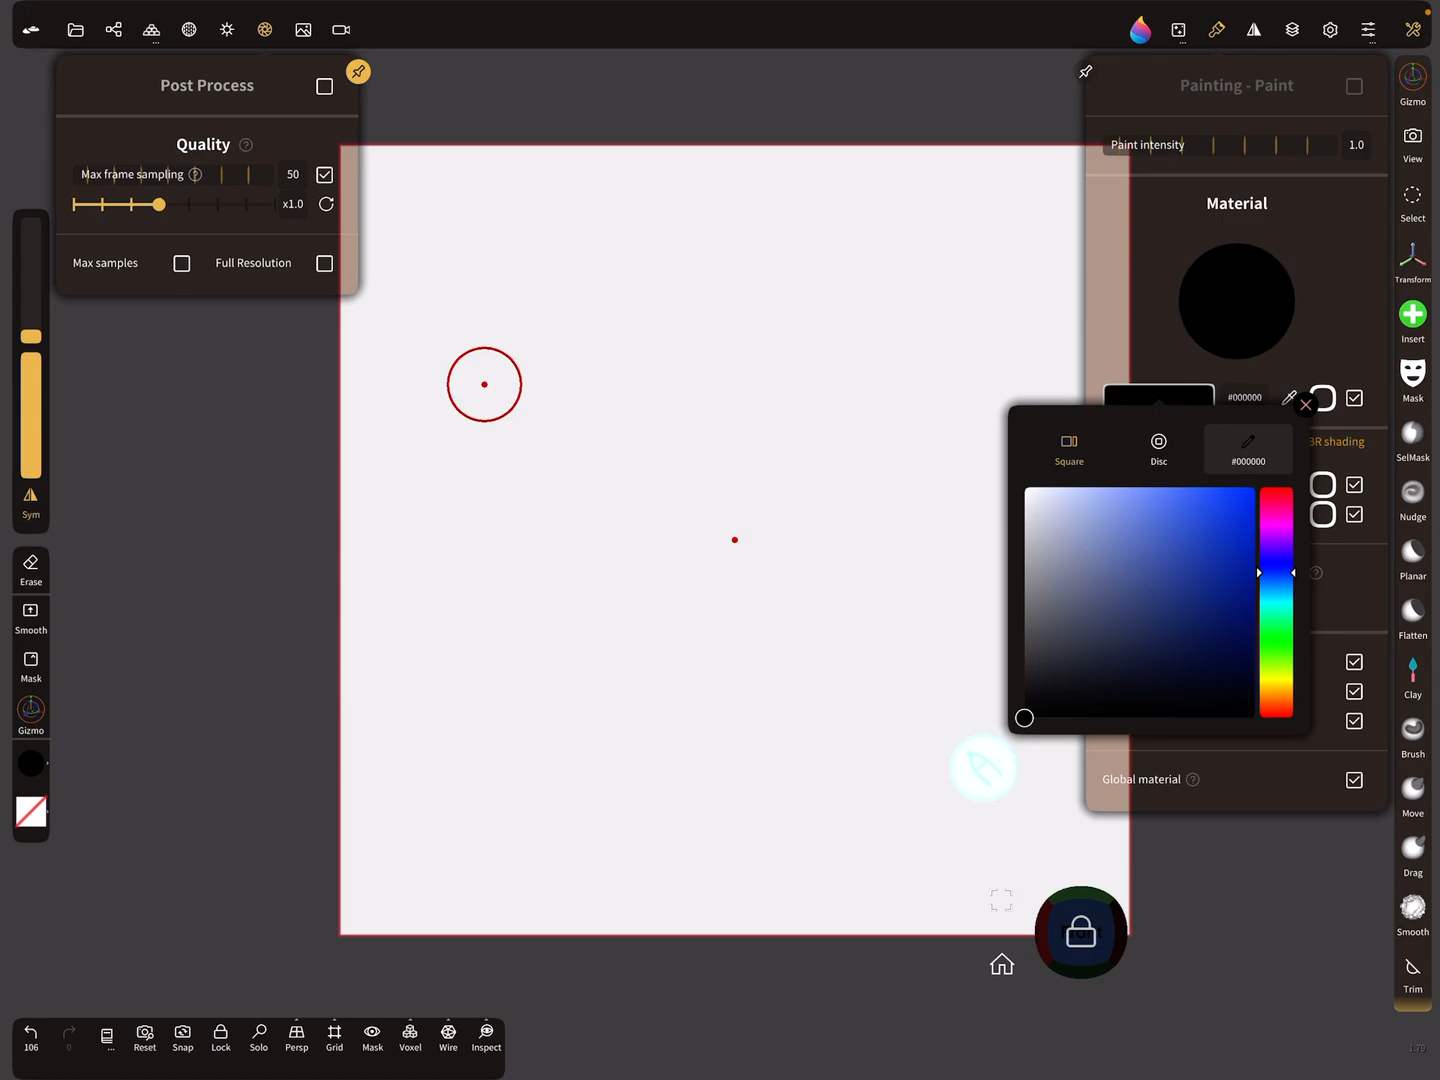 Post Process
Quality ?
Max frame sampling ? 50
x1.0
Max samples
Full Resolution
Sym
Erase
Smooth
Mask
Gizmo
106
0
...
Reset
Snap
Lock
Solo
Persp
Grid
Mask
Voxel
Wire
Inspect
Painting - Paint
Paint intensity 1.0
Material
#000000
Square
Disc
#000000
BR shading
?
Global material ?
Gizmo
View
Select
Transform
Insert
Mask
SelMask
Nudge
Planar
Flatten
Clay
Brush
Move
Drag
Smooth
Trim